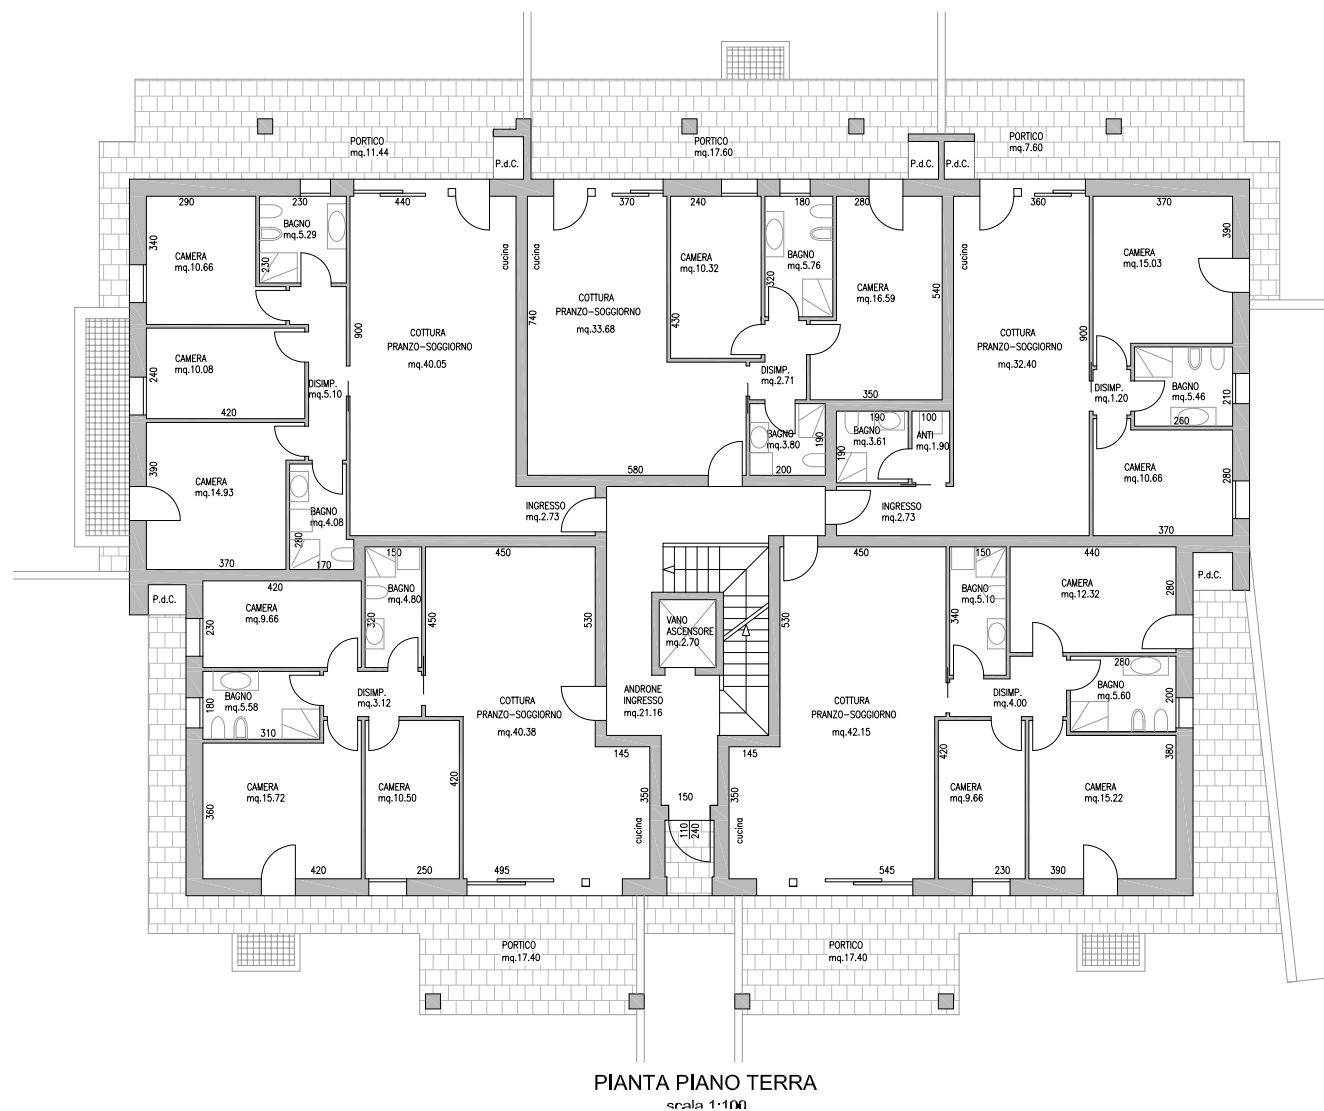 PORTICO
mq.11.44
PORTICO
mq.17.60
PORTICO
mq.7.60
P.d.C.
P.d.C.
P.d.C.
290
230
440
370
240
180
280
360
370
340
BAGNO
mq.5.29
230
CAMERA
mq.10.66
cucina
cucina
CAMERA
mq.10.32
BAGNO
mq.5.76
320
CAMERA
mq.16.59
540
cucina
CAMERA
mq.15.03
390
COTTURA
PRANZO-SOGGIORNO
mq.33.68
740
430
900
COTTURA
PRANZO-SOGGIORNO
mq.40.05
COTTURA
PRANZO-SOGGIORNO
mq.32.40
900
CAMERA
mq.10.08
240
420
DISIMP.
mq.5.10
DISIMP.
mq.2.71
350
DISIMP.
mq.1.20
BAGNO
mq.5.46
210
260
BAGNO
mq.3.80
190
200
190
BAGNO
mq.3.61
190
100
ANTI
mq.1.90
390
CAMERA
mq.14.93
370
580
CAMERA
mq.10.66
280
370
BAGNO
mq.4.08
280
170
INGRESSO
mq.2.73
INGRESSO
mq.2.73
P.d.C.
420
CAMERA
mq.9.66
230
150
BAGNO
mq.4.80
320
450
450
530
VANO
ASCENSORE
mq.2.70
450
530
150
BAGNO
mq.5.10
340
440
CAMERA
mq.12.32
280
P.d.C.
BAGNO
mq.5.58
180
310
DISIMP.
mq.3.12
COTTURA
PRANZO-SOGGIORNO
mq.40.38
ANDRONE
INGRESSO
mq.21.16
COTTURA
PRANZO-SOGGIORNO
mq.42.15
DISIMP.
mq.4.00
280
BAGNO
mq.5.60
200
145
145
360
CAMERA
mq.15.72
420
CAMERA
mq.10.50
420
250
495
350
cucina
150
110
240
350
cucina
545
420
CAMERA
mq.9.66
230
CAMERA
mq.15.22
380
390
PORTICO
mq.17.40
PORTICO
mq.17.40
PIANTA PIANO TERRA
scala 1:100